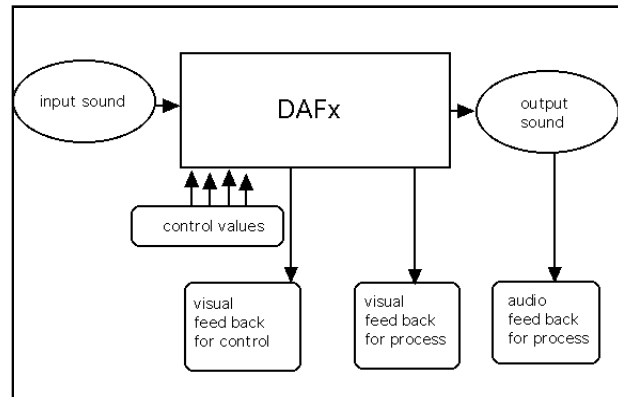 input sound
DAFx
output
sound
control values
visual
feed back
for control
visual
feed back
for process
audio
feed back
for process